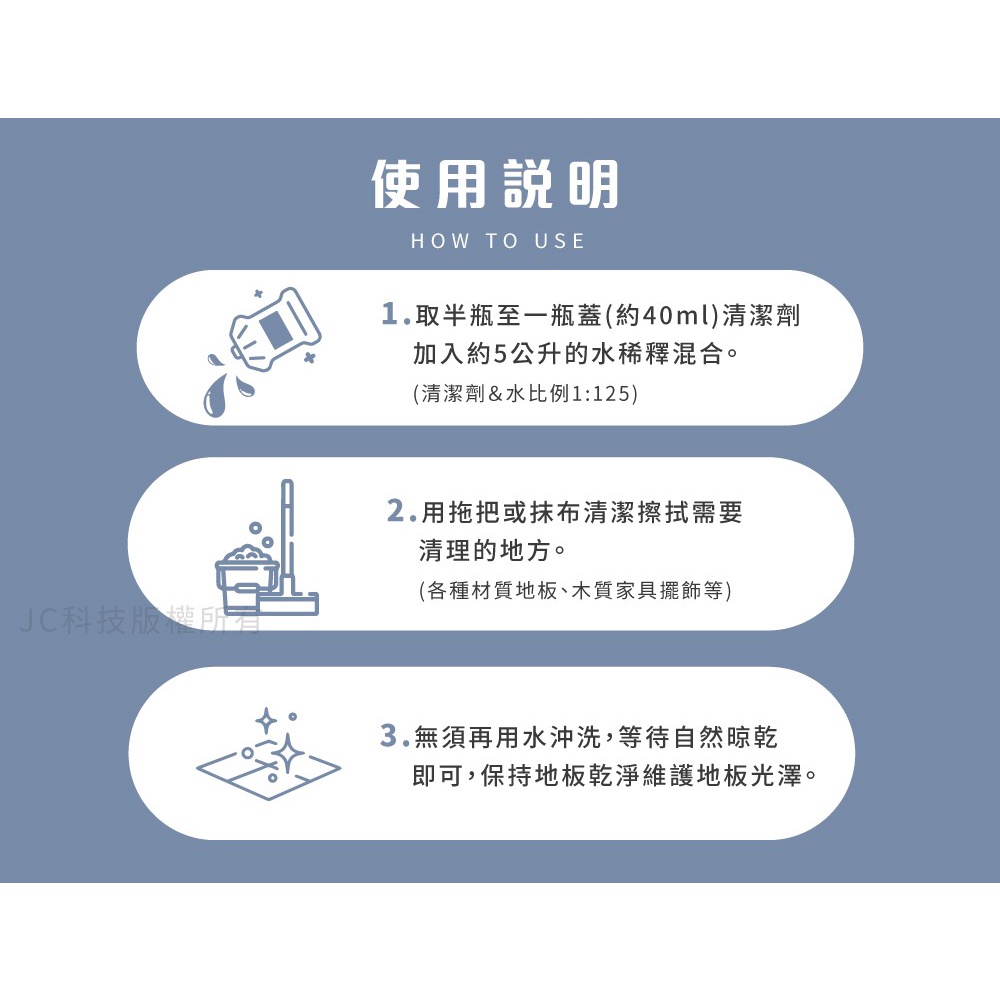 使用説明
HOW TO USE
1.取半瓶至一瓶蓋(約40ml)清潔劑
加入約5公升的水稀釋混合。
(清潔劑&水比例1:125)
2.用拖把或抹布清潔擦拭需要
清理的地方。
(各種材質地板、木質家具擺飾等)
JC科技版權所有
3.無須再用水沖洗，等待自然晾乾
即可，保持地板乾淨維護地板光澤。